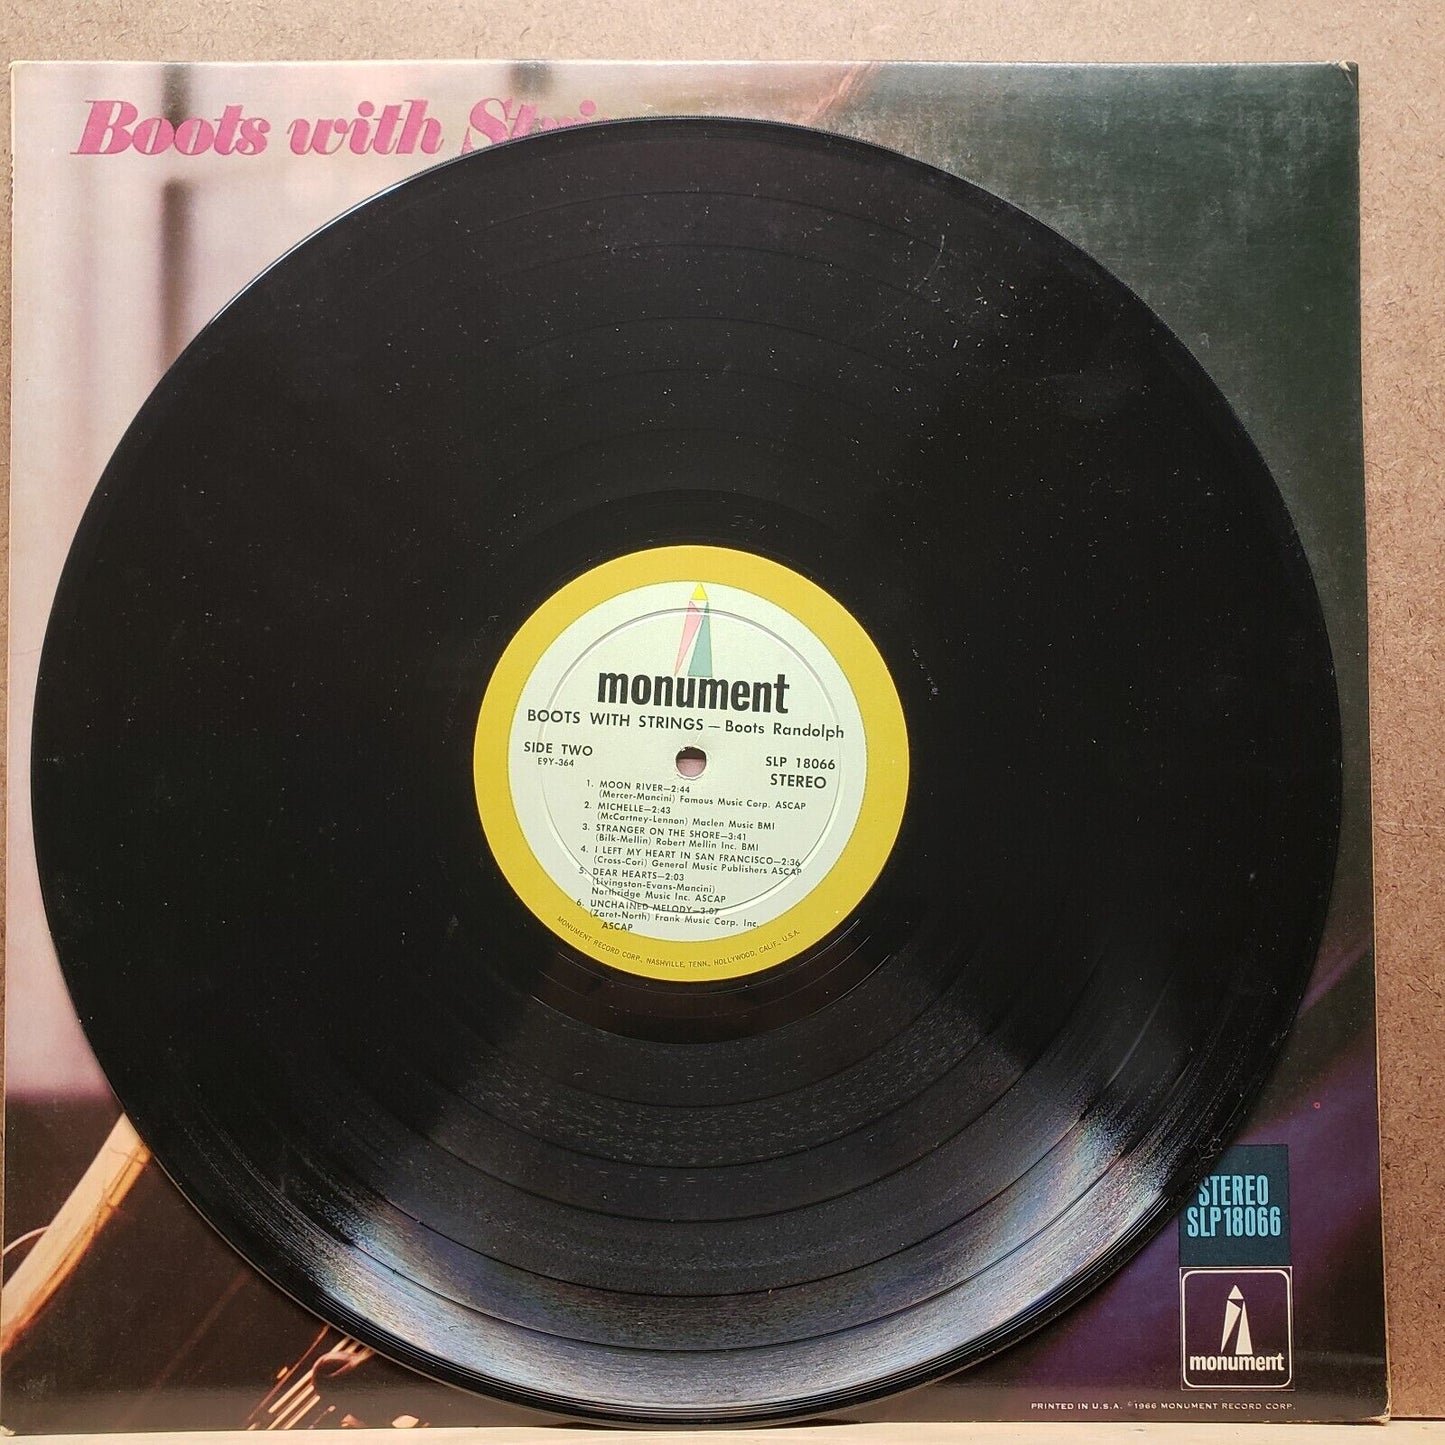 Boots with Stri
monument
BOOTS WITH STRINGS — Boots Randolph
SIDE TWO
E9Y-364
SLP 18066
STEREO
1. MOON RIVER—2:44
(Mercer-Mancini) Famous Music Corp. ASCAP
2. MICHELLE—2:43
(McCartney-Lennon) Maclen Music BMI
3. STRANGER ON THE SHORE—3:41
(Bilk-Mellin) Robert Mellin Inc. BMI
4. I LEFT MY HEART IN SAN FRANCISCO—2:36
(Cross-Cori) General Music Publishers ASCAP
5. DEAR HEARTS—2:03
(Livingston-Evans-Mancini)
Northridge Music Inc. ASCAP
6. UNCHAINED MELODY—3:07
(Zaret-North) Frank Music Corp. Inc,
ASCAP
MONUMENT RECORD CORP., NASHVILLE, TENN., HOLLYWOOD, CALIF., U.S.A.
STEREO
SLP18066
monument
PRINTED IN U.S.A. ©1966 MONUMENT RECORD CORP.